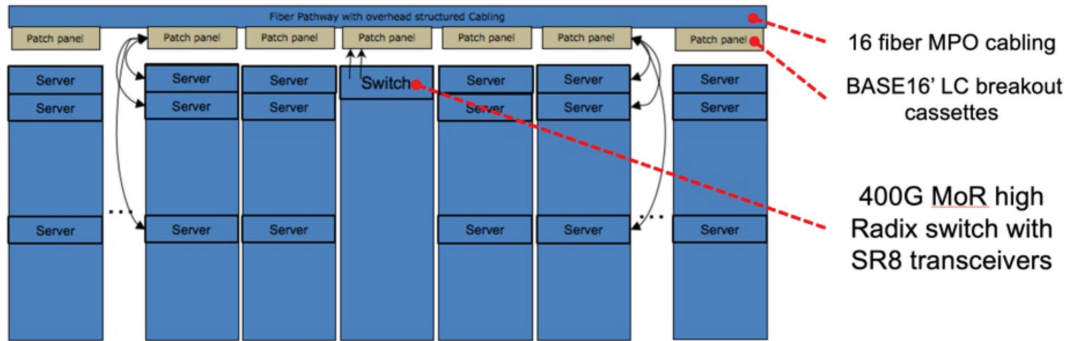 Fiber Pathway with overhead structured Cabling
Patch panel Patch panel Patch panel Patch panel Patch panel Patch panel Patch panel
16 fiber MPO cabling
BASE16' LC breakout
cassettes
Server Server Server Switch Server Server Server
Server Server Server Server Server Server
... ...
Server Server Server Server Server Server
400G MoR high
Radix switch with
SR8 transceivers